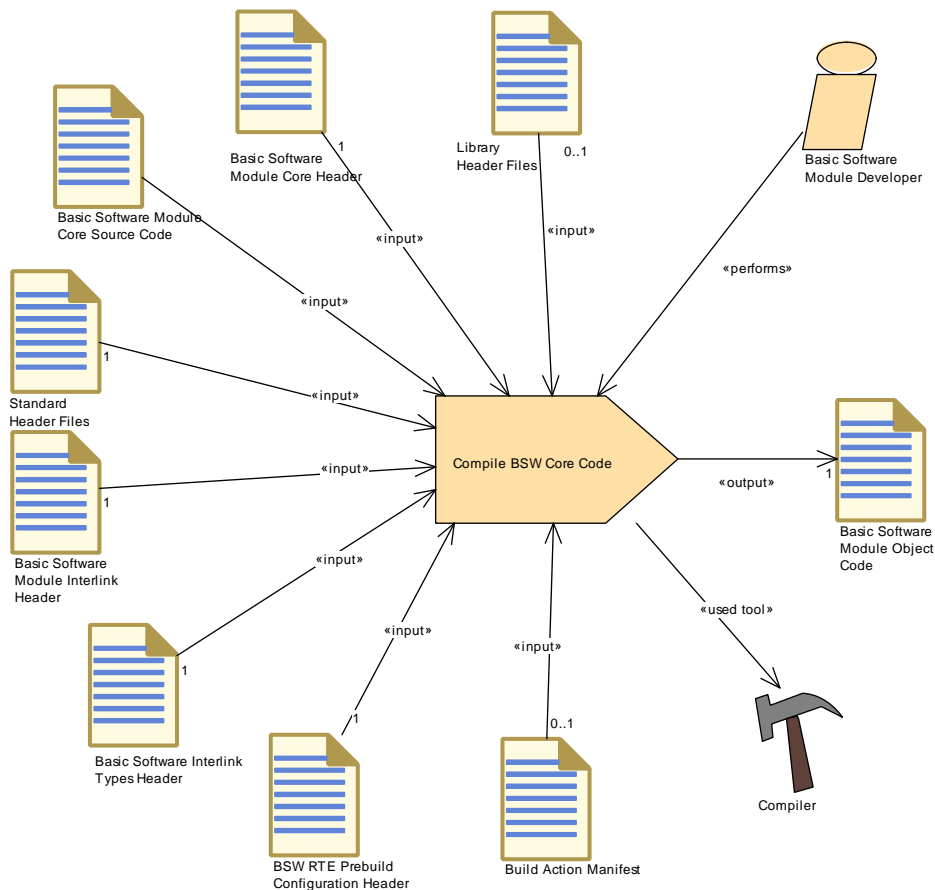 1
Basic Software
Module Core Header
Library
Header Files
0..1
Basic Software
Module Developer
Basic Software Module
Core Source Code
«input»
«input»
«performs»
«input»
1
Standard
Header Files
«input»
Compile BSW Core Code
«input»
1
«output»
1
Basic Software
Module Object
Code
Basic Software
Module Interlink
Header
«input»
«used tool»
1
«input»
«input»
1
0..1
Basic Software Interlink
Types Header
Compiler
BSW RTE Prebuild
Configuration Header
Build Action Manifest